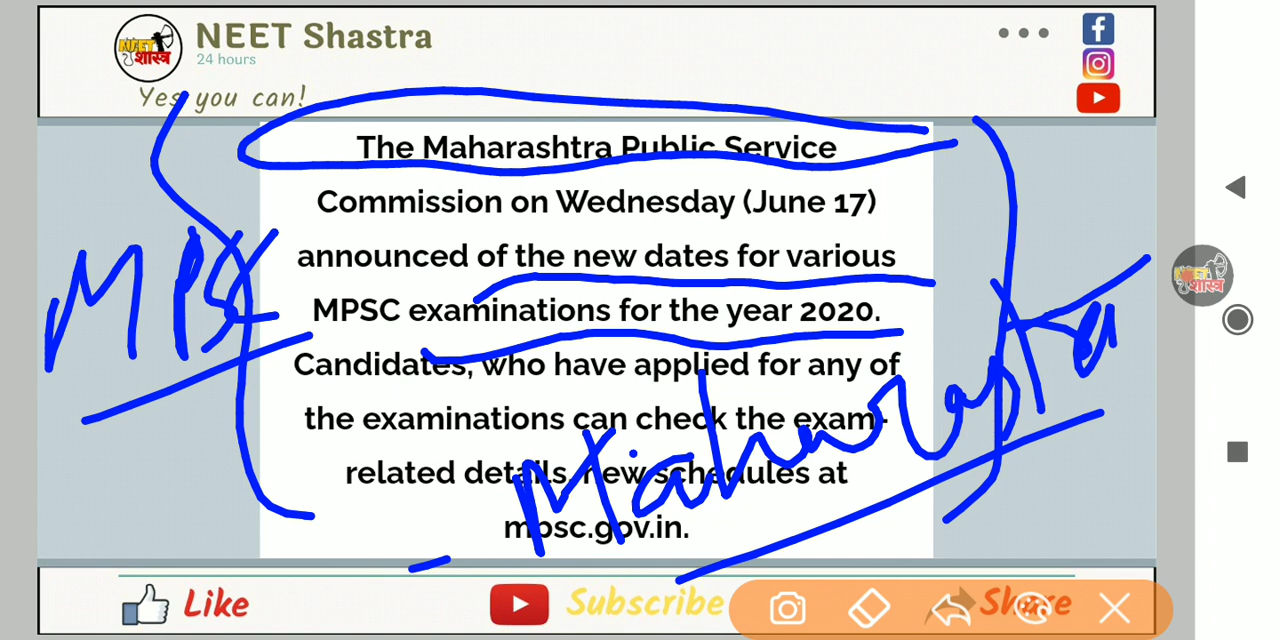 NEET शास्त्र
NEET Shastra
24 hours
Yes you can!
The Maharashtra Public Service
Commission on Wednesday (June 17)
announced of the new dates for various
MPSC examinations for the year 2020.
Candidates, who have applied for any of
the examinations can check the exam-
related details, new schedules at
mpsc.gov.in.
MPSC
Like
Subscribe
Share